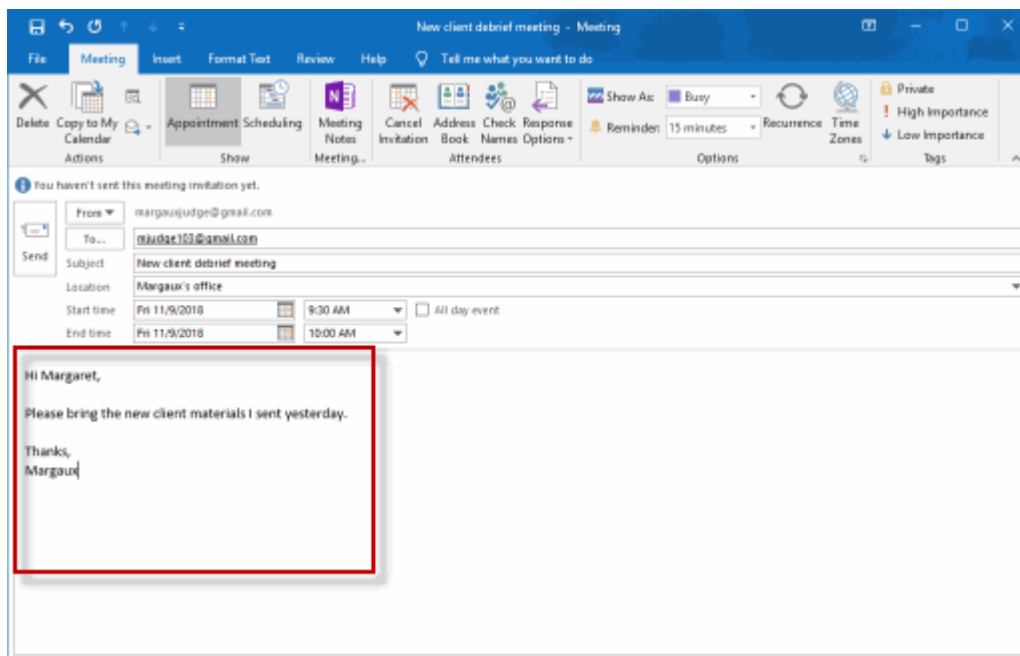 New client debrief meeting - Meeting
File Meeting Insert Format Text Review Help Tell me what you want to do
Delete
Copy to My Calendar
Actions
Appointment Scheduling
Show
Meeting Notes
Meeting...
Cancel Invitation
Address Book
Check Names
Response Options
Attendees
Show As: Busy
Reminder: 15 minutes
Recurrence
Time Zones
Options
Private
High Importance
Low Importance
Tags
You haven't sent this meeting invitation yet.
Send
From margauxjudge@gmail.com
To... mjudge103@gmail.com
Subject New client debrief meeting
Location Margaux's office
Start time Fri 11/9/2018 9:30 AM All day event
End time Fri 11/9/2018 10:00 AM
Hi Margaret,
Please bring the new client materials I sent yesterday.
Thanks,
Margaux